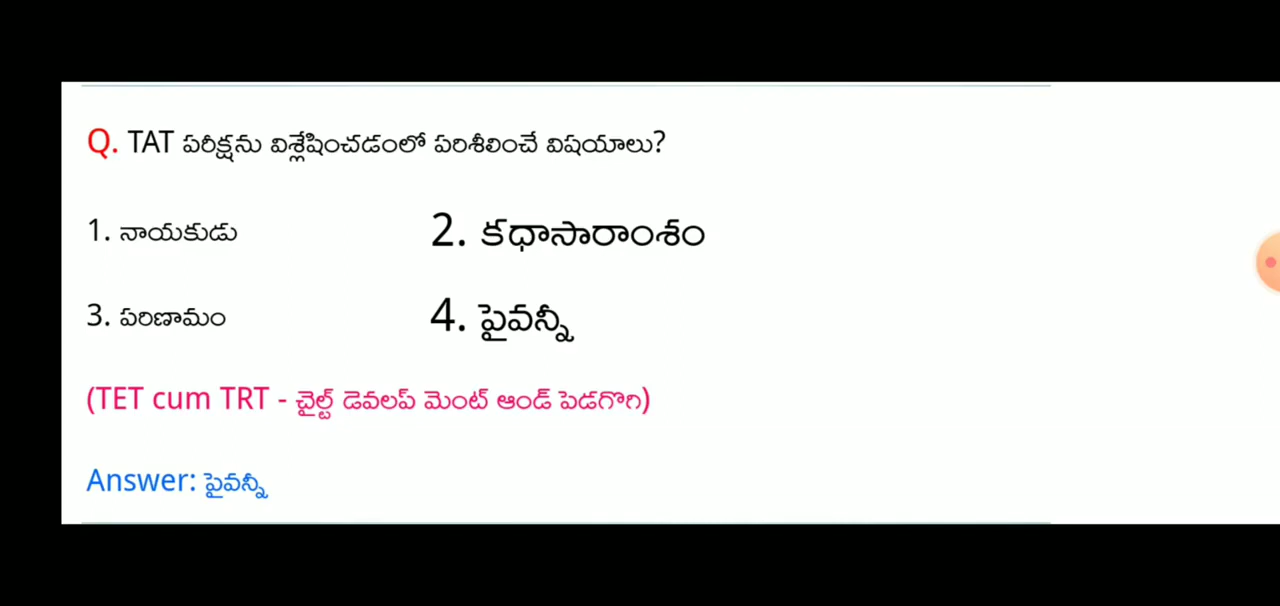 Q. TAT పరీక్షను విశ్లేషించడంలో పరిశీలించే విషయాలు?
1. నాయకుడు 2. కధాసారాంశం
3. పరిణామం 4. పైవన్నీ
(TET cum TRT - చైల్డ్ డెవలప్ మెంట్ ఆండ్ పెడగొగి)
Answer: పైవన్నీ